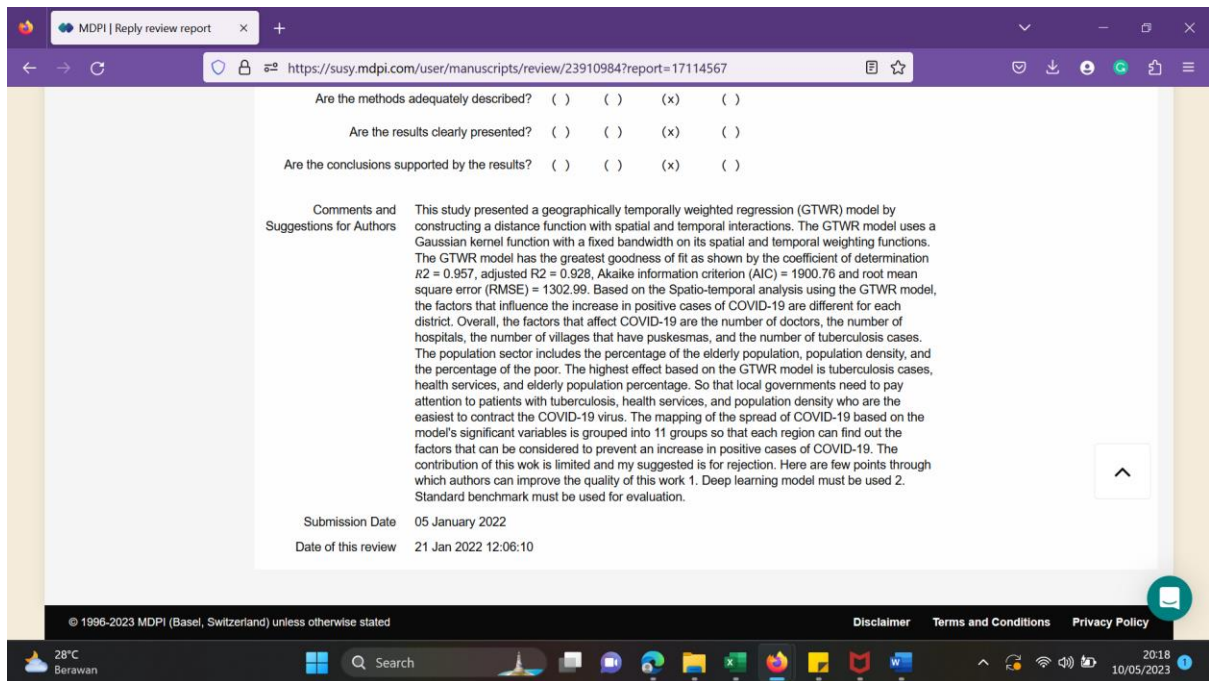 MDPI | Reply review report
https://susy.mdpi.com/user/manuscripts/review/23910984?report=17114567
Are the methods adequately described? ( ) ( ) (x) ( )
Are the results clearly presented? ( ) ( ) (x) ( )
Are the conclusions supported by the results? ( ) ( ) (x) ( )
Comments and Suggestions for Authors
This study presented a geographically temporally weighted regression (GTWR) model by
constructing a distance function with spatial and temporal interactions. The GTWR model uses a
Gaussian kernel function with a fixed bandwidth on its spatial and temporal weighting functions.
The GTWR model has the greatest goodness of fit as shown by the coefficient of determination
R2 = 0.957, adjusted R2 = 0.928, Akaike information criterion (AIC) = 1900.76 and root mean
square error (RMSE) = 1302.99. Based on the Spatio-temporal analysis using the GTWR model,
the factors that influence the increase in positive cases of COVID-19 are different for each
district. Overall, the factors that affect COVID-19 are the number of doctors, the number of
hospitals, the number of villages that have puskesmas, and the number of tuberculosis cases.
The population sector includes the percentage of the elderly population, population density, and
the percentage of the poor. The highest effect based on the GTWR model is tuberculosis cases,
health services, and elderly population percentage. So that local governments need to pay
attention to patients with tuberculosis, health services, and population density who are the
easiest to contract the COVID-19 virus. The mapping of the spread of COVID-19 based on the
model's significant variables is grouped into 11 groups so that each region can find out the
factors that can be considered to prevent an increase in positive cases of COVID-19. The
contribution of this wok is limited and my suggested is for rejection. Here are few points through
which authors can improve the quality of this work 1. Deep learning model must be used 2.
Standard benchmark must be used for evaluation.
Submission Date 05 January 2022
Date of this review 21 Jan 2022 12:06:10
© 1996-2023 MDPI (Basel, Switzerland) unless otherwise stated Disclaimer Terms and Conditions Privacy Policy
28°C
Berawan
Search
20:18
10/05/2023
1